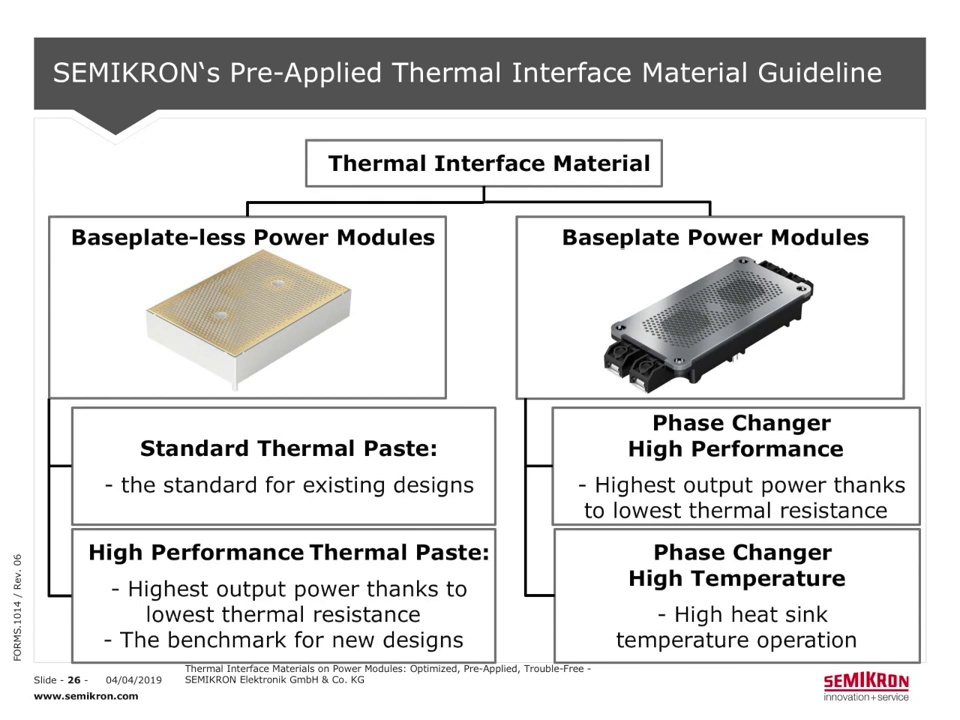 SEMIKRON‘s Pre-Applied Thermal Interface Material Guideline
Thermal Interface Material
Baseplate-less Power Modules
Standard Thermal Paste:
- the standard for existing designs
High Performance Thermal Paste:
- Highest output power thanks to
lowest thermal resistance
- The benchmark for new designs
Baseplate Power Modules
Phase Changer
High Performance
- Highest output power thanks
to lowest thermal resistance
Phase Changer
High Temperature
- High heat sink
temperature operation
FORMS.1014 / Rev. 06
Slide - 26 - 04/04/2019
Thermal Interface Materials on Power Modules: Optimized, Pre-Applied, Trouble-Free -
SEMIKRON Elektronik GmbH & Co. KG
www.semikron.com
SEMIKRON
innovation+service